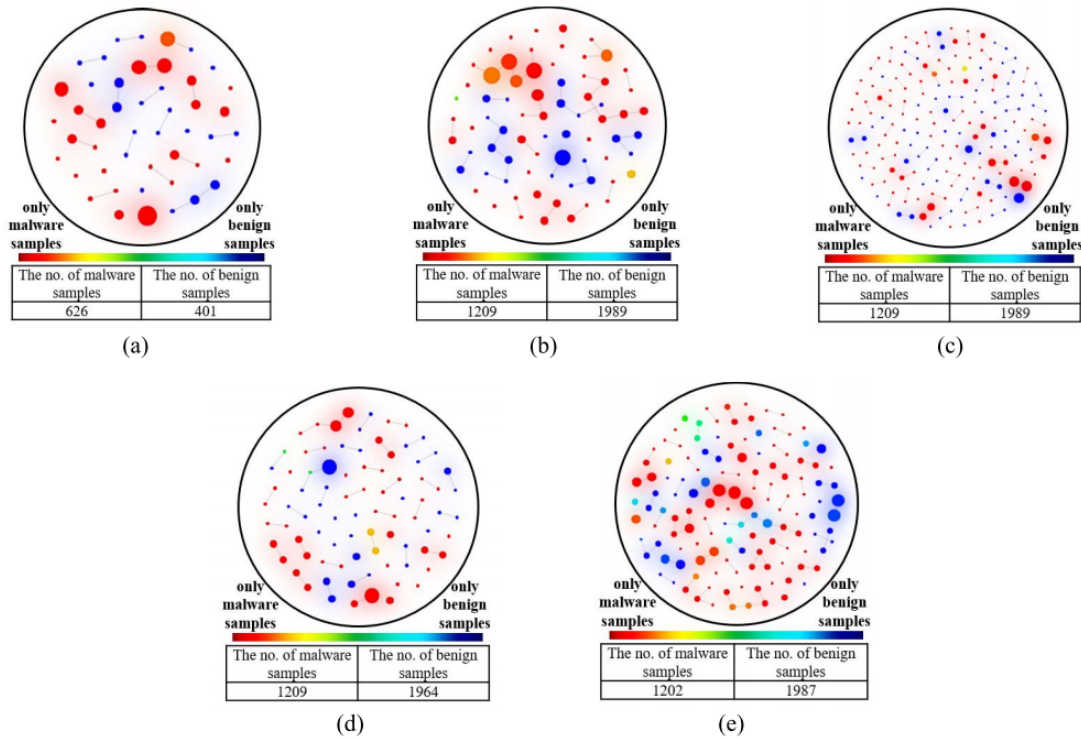 only
malware
samples
only
benign
samples
The no. of malware
samples
The no. of benign
samples
626
401
(a)
only
malware
samples
only
benign
samples
The no. of malware
samples
The no. of benign
samples
1209
1989
(b)
only
malware
samples
only
benign
samples
The no. of malware
samples
The no. of benign
samples
1209
1989
(c)
only
malware
samples
only
benign
samples
The no. of malware
samples
The no. of benign
samples
1209
1964
(d)
only
malware
samples
only
benign
samples
The no. of malware
samples
The no. of benign
samples
1202
1987
(e)